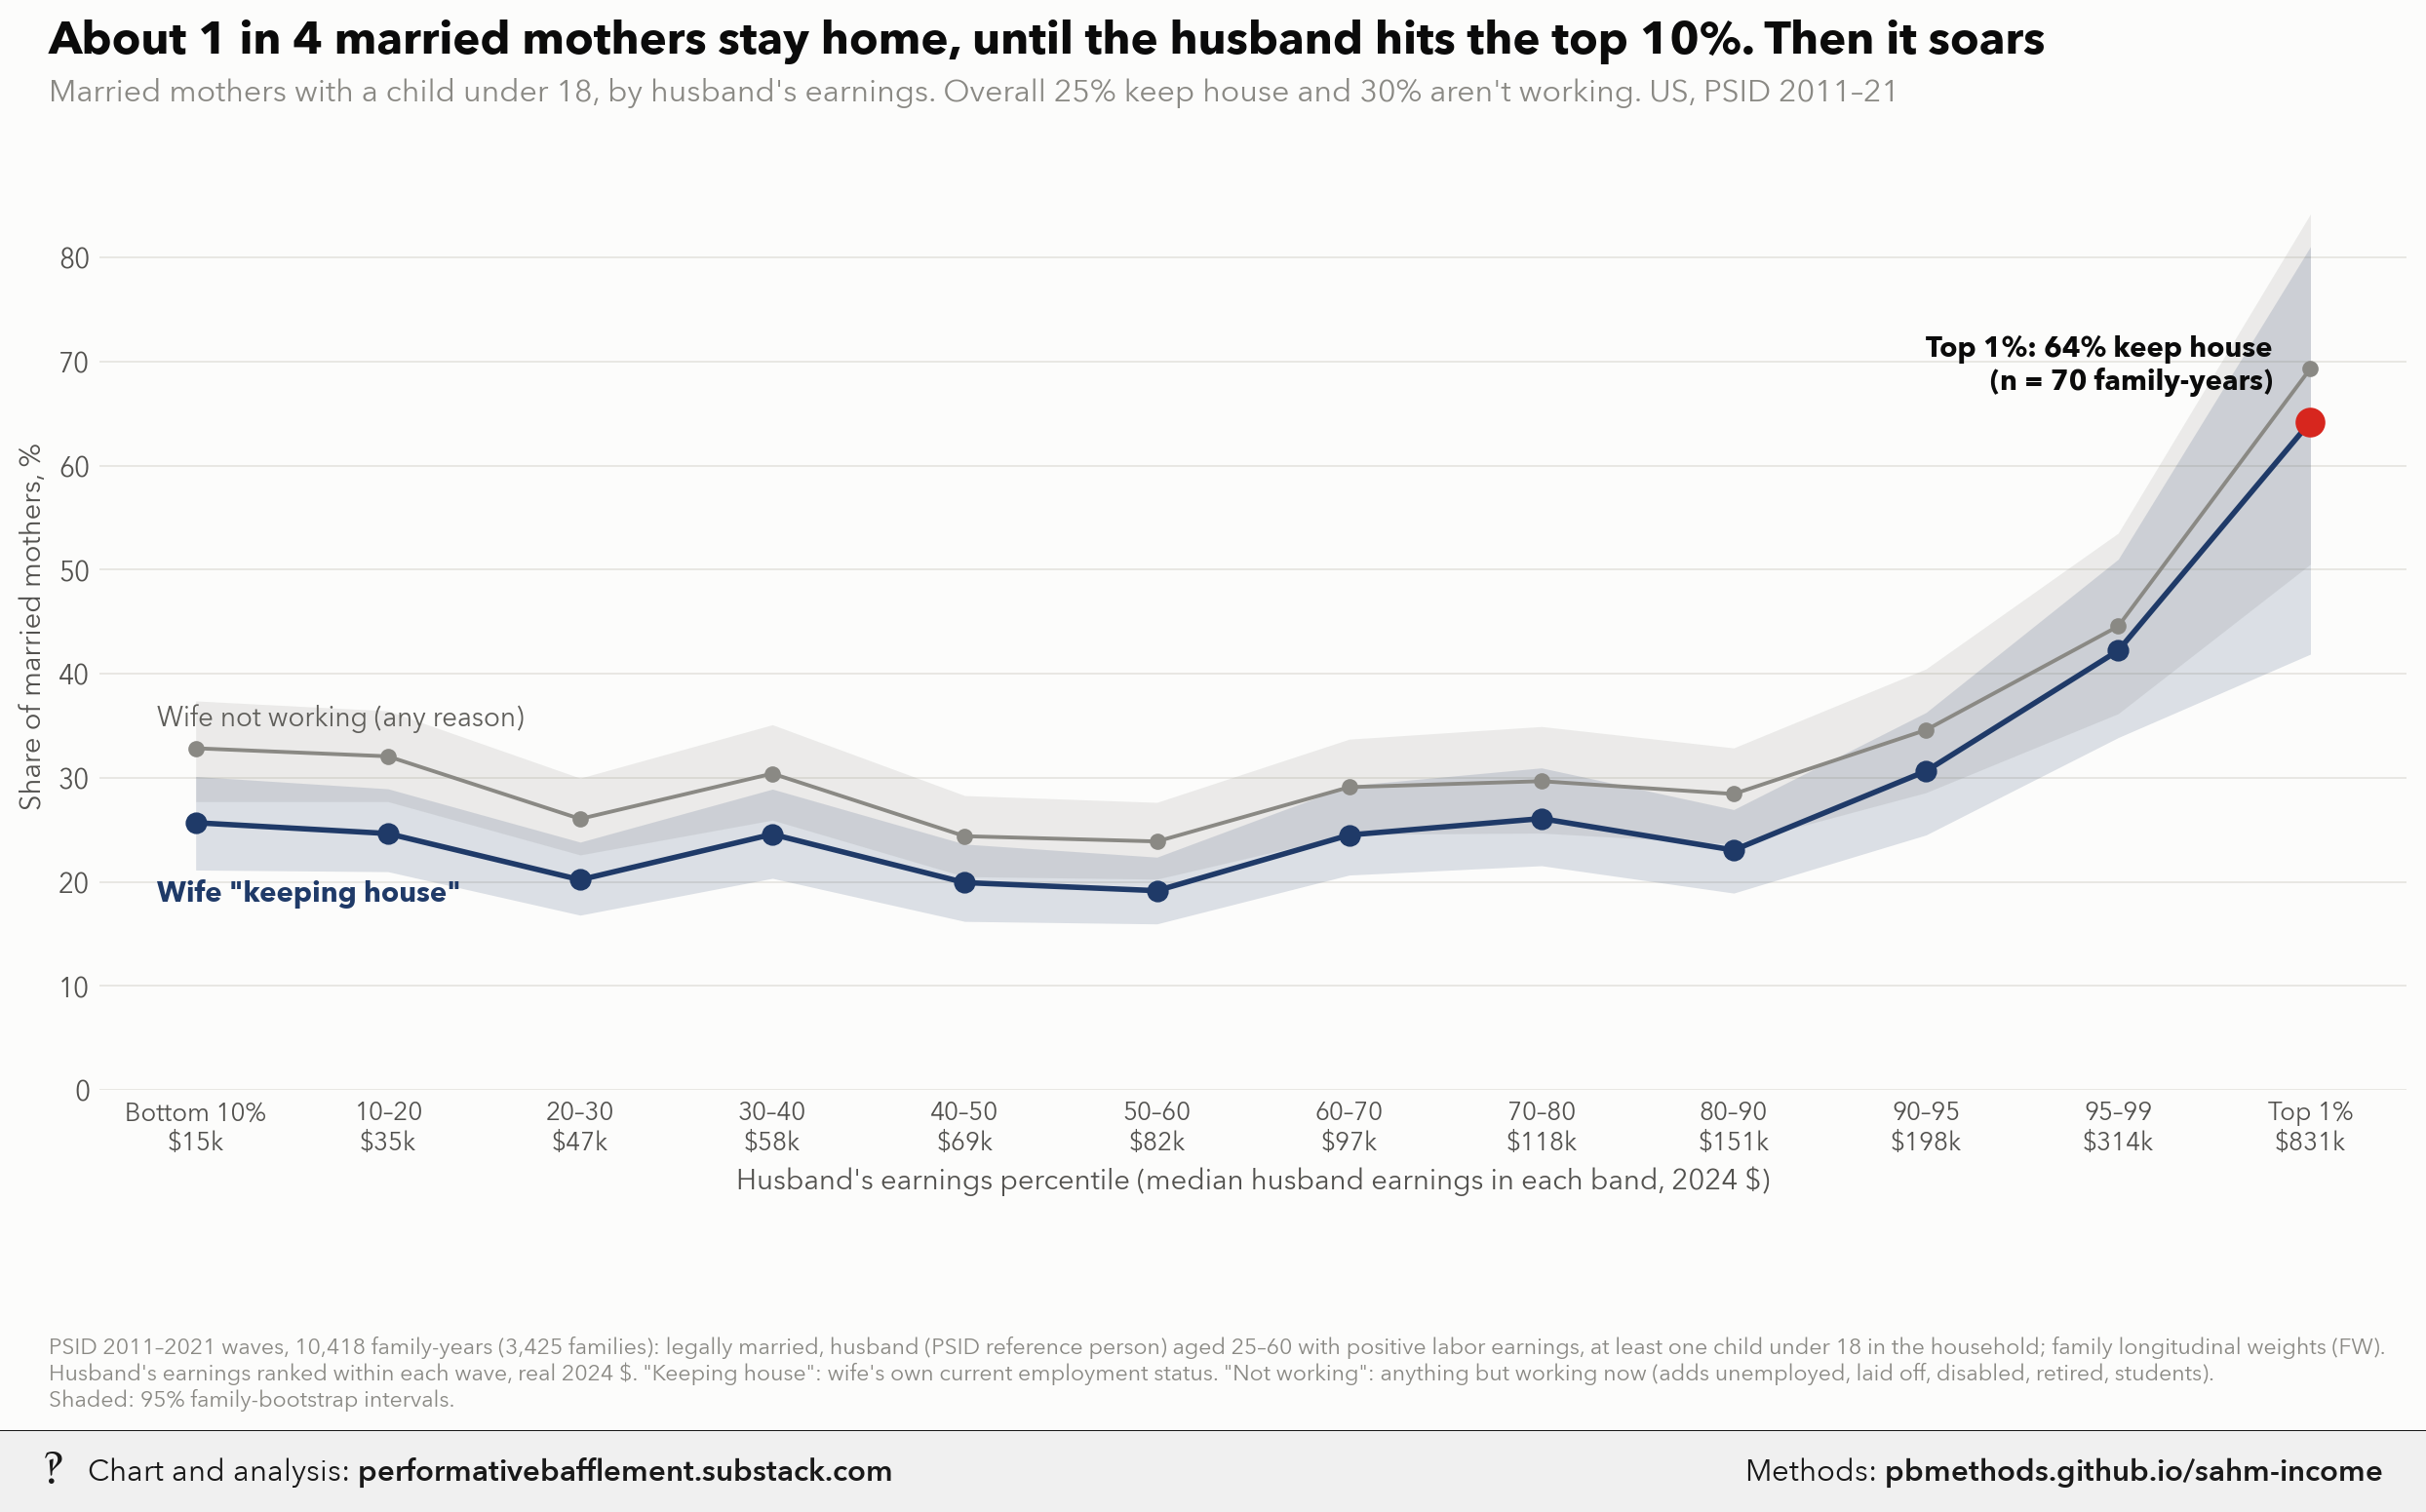 About 1 in 4 married mothers stay home, until the husband hits the top 10%. Then it soars
Married mothers with a child under 18, by husband's earnings. Overall 25% keep house and 30% aren't working. US, PSID 2011–21
Share of married mothers, %
80
70
60
50
40
30
20
10
0
Top 1%: 64% keep house
(n = 70 family-years)
Wife not working (any reason)
Wife "keeping house"
Bottom 10% 10–20 20–30 30–40 40–50 50–60 60–70 70–80 80–90 90–95 95–99 Top 1%
$15k $35k $47k $58k $69k $82k $97k $118k $151k $198k $314k $831k
Husband's earnings percentile (median husband earnings in each band, 2024 $)
PSID 2011–2021 waves, 10,418 family-years (3,425 families): legally married, husband (PSID reference person) aged 25–60 with positive labor earnings, at least one child under 18 in the household; family longitudinal weights (FW).
Husband's earnings ranked within each wave, real 2024 $. "Keeping house": wife's own current employment status. "Not working": anything but working now (adds unemployed, laid off, disabled, retired, students).
Shaded: 95% family-bootstrap intervals.
‽ Chart and analysis: performativebafflement.substack.com
Methods: pbmethods.github.io/sahm-income